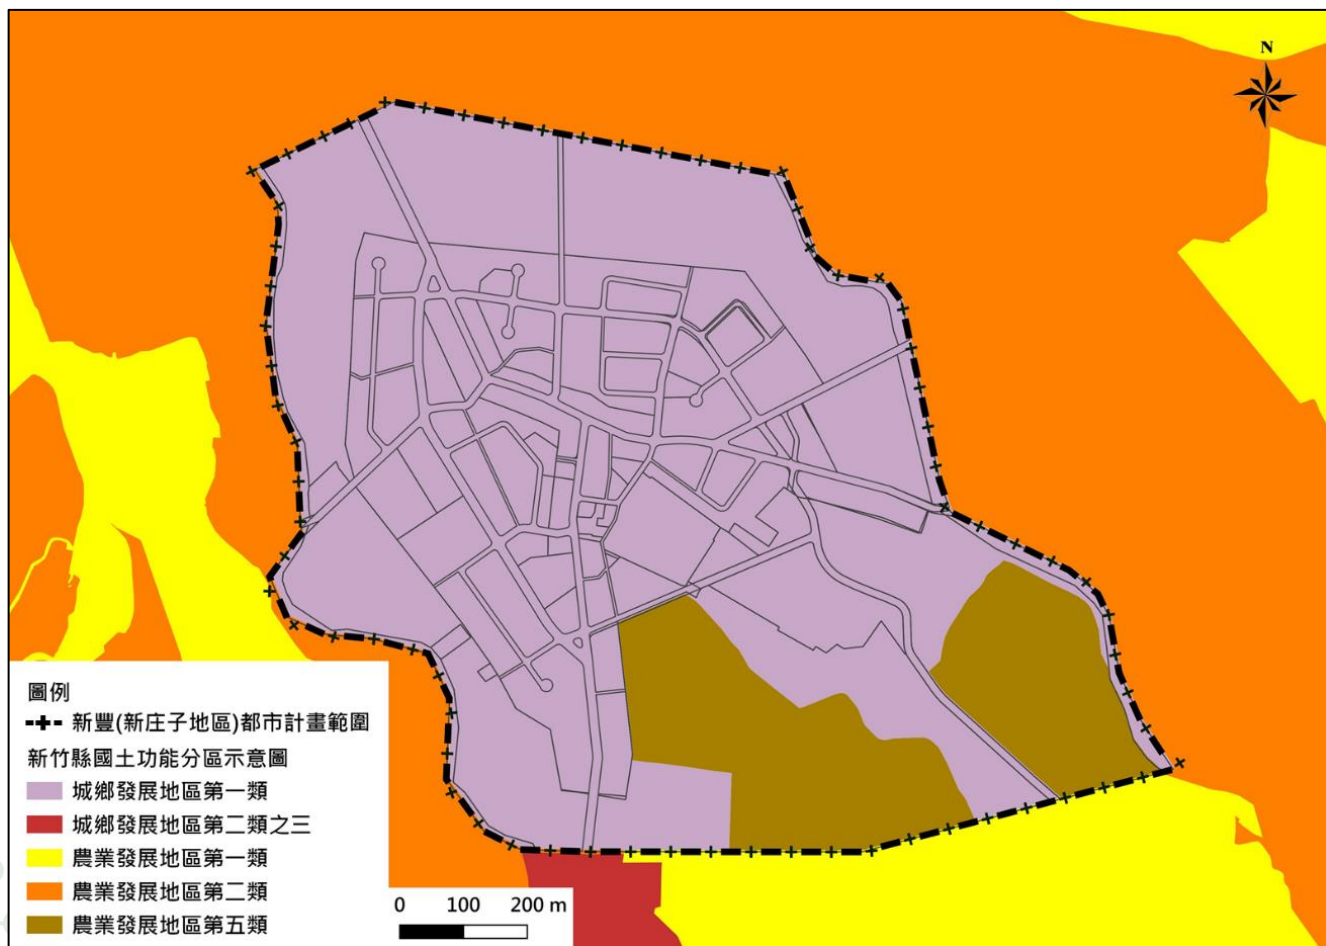 N
圖例
新豐(新庄子地區)都市計畫範圍
新竹縣國土功能分區示意圖
城鄉發展地區第一類
城鄉發展地區第二類之三
農業發展地區第一類
農業發展地區第二類
農業發展地區第五類
0 100 200 m